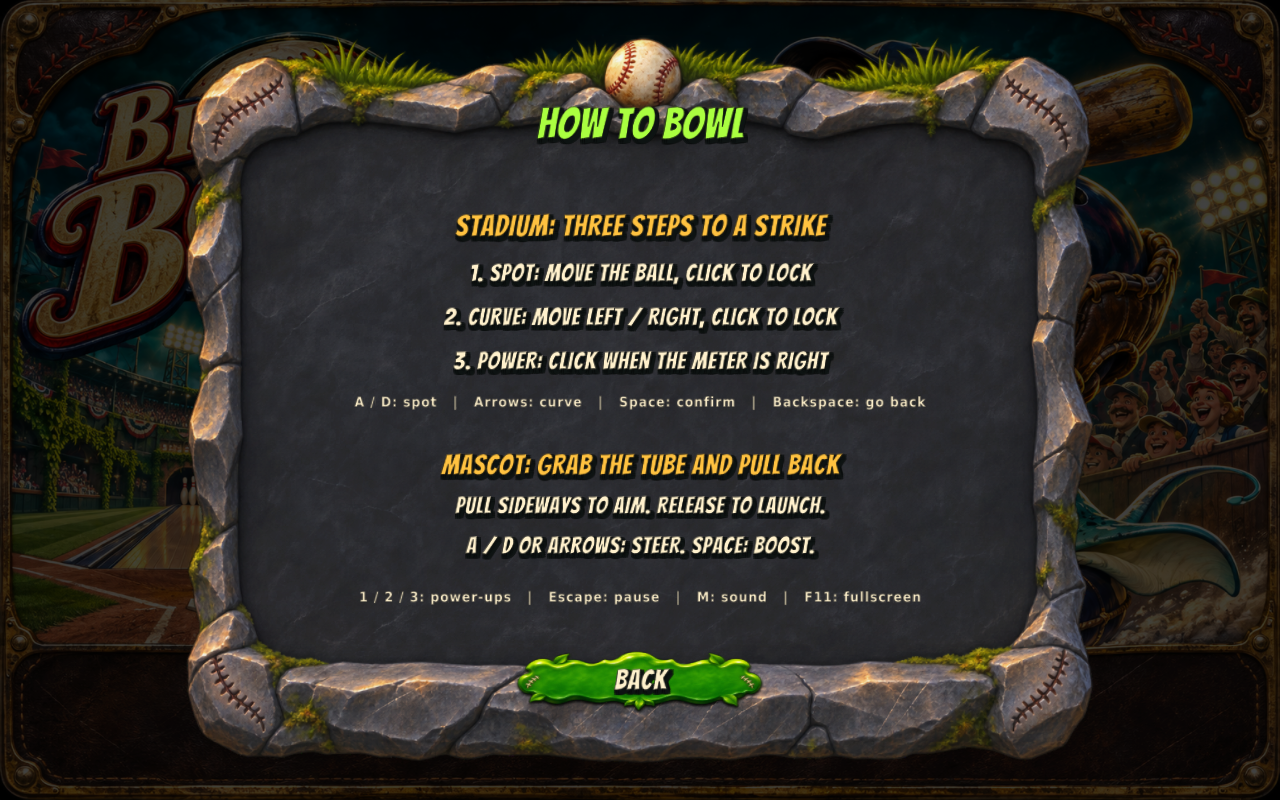 HOW TO BOWL
STADIUM: THREE STEPS TO A STRIKE
1. SPOT: MOVE THE BALL, CLICK TO LOCK
2. CURVE: MOVE LEFT / RIGHT, CLICK TO LOCK
3. POWER: CLICK WHEN THE METER IS RIGHT
A / D: spot | Arrows: curve | Space: confirm | Backspace: go back
MASCOT: GRAB THE TUBE AND PULL BACK
PULL SIDEWAYS TO AIM. RELEASE TO LAUNCH.
A / D OR ARROWS: STEER. SPACE: BOOST.
1 / 2 / 3: power-ups | Escape: pause | M: sound | F11: fullscreen
BACK